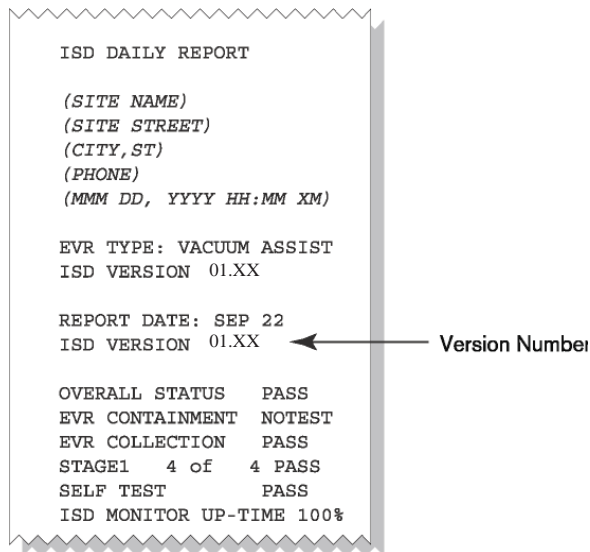 ISD DAILY REPORT
(SITE NAME)
(SITE STREET)
(CITY,ST)
(PHONE)
(MMM DD, YYYY HH:MM XM)
EVR TYPE: VACUUM ASSIST
ISD VERSION 01.XX
REPORT DATE: SEP 22
ISD VERSION 01.XX
Version Number
OVERALL STATUS PASS
EVR CONTAINMENT NOTEST
EVR COLLECTION PASS
STAGE1 4 of 4 PASS
SELF TEST PASS
ISD MONITOR UP-TIME 100%